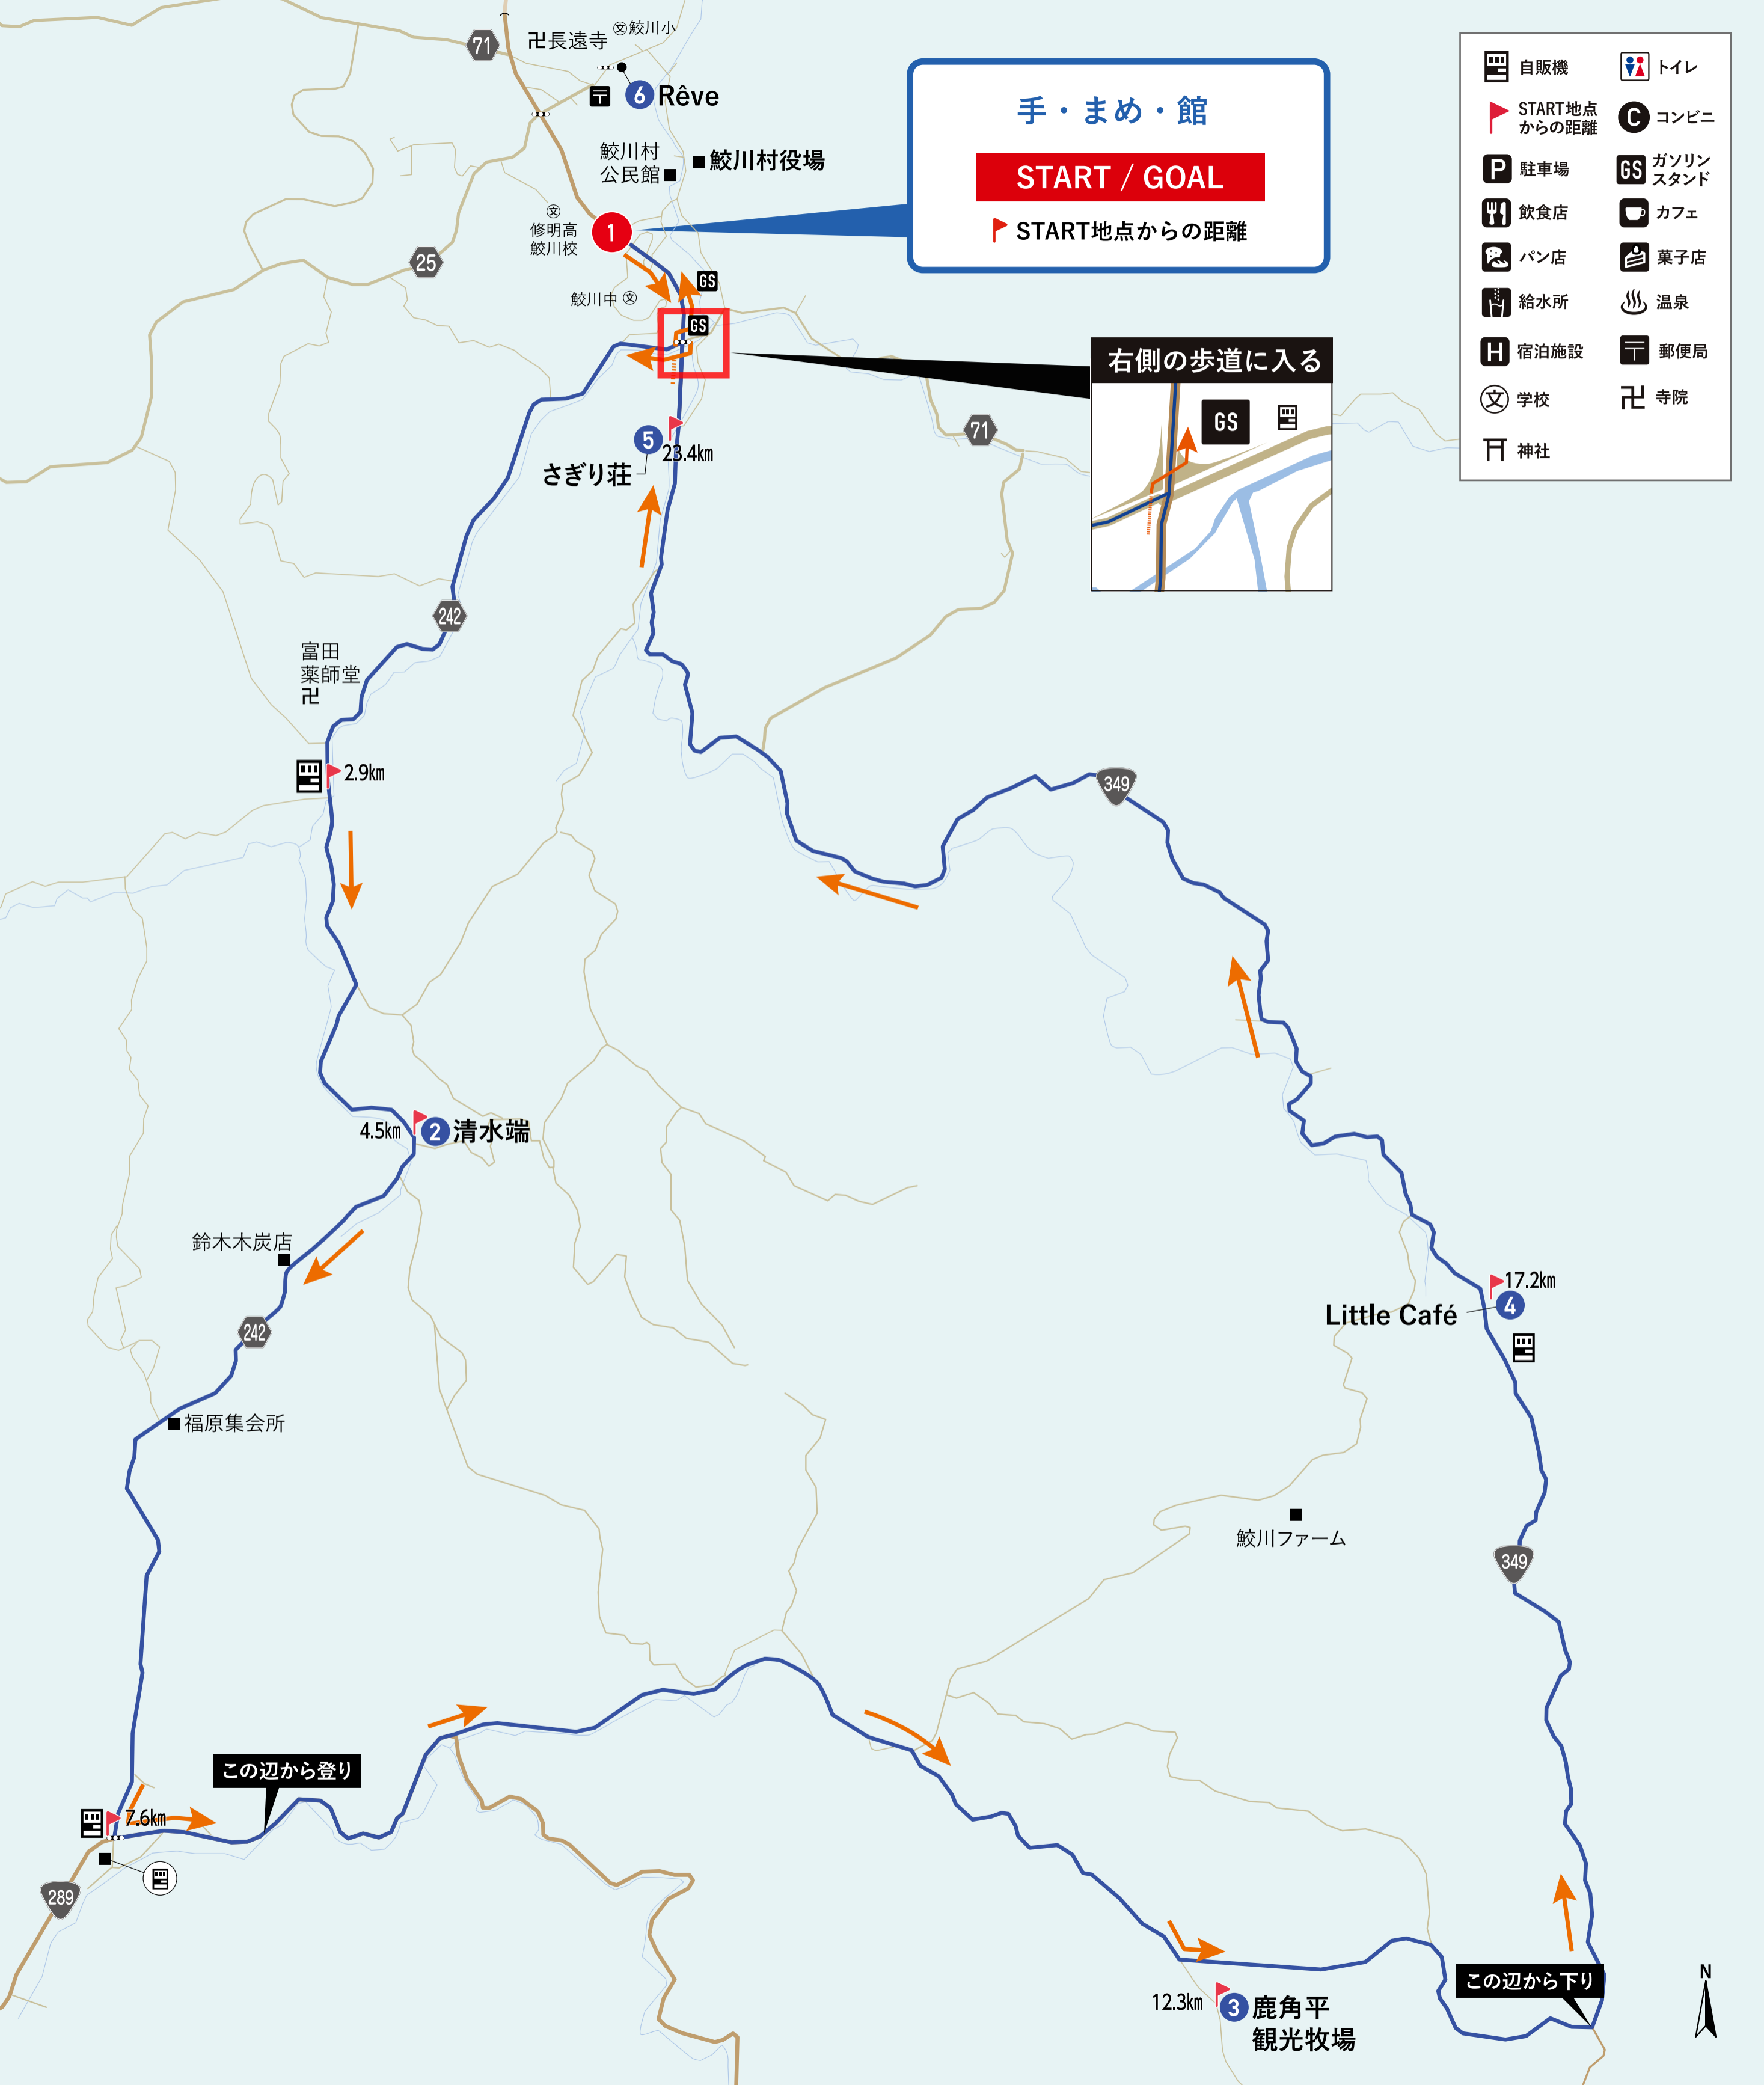 71
卍長遠寺
文鮫川小
〒
6 Rêve
鮫川村
公民館
鮫川村役場
手・まめ・館
START / GOAL
START地点からの距離
文
修明高
鮫川校
1
25
鮫川中 文
GS
GS
自販機
トイレ
START地点
からの距離
C コンビニ
P 駐車場
GS ガソリン
スタンド
飲食店
カフェ
パン店
菓子店
給水所
温泉
H 宿泊施設
〒 郵便局
文 学校
卍 寺院
神社
右側の歩道に入る
GS
71
5
23.4km
さぎり荘
242
富田
薬師堂
卍
2.9km
349
4.5km
2 清水端
鈴木木炭店
242
福原集会所
17.2km
Little Café
4
鮫川ファーム
349
この辺から登り
7.6km
289
この辺から下り
12.3km
3 鹿角平
観光牧場
N